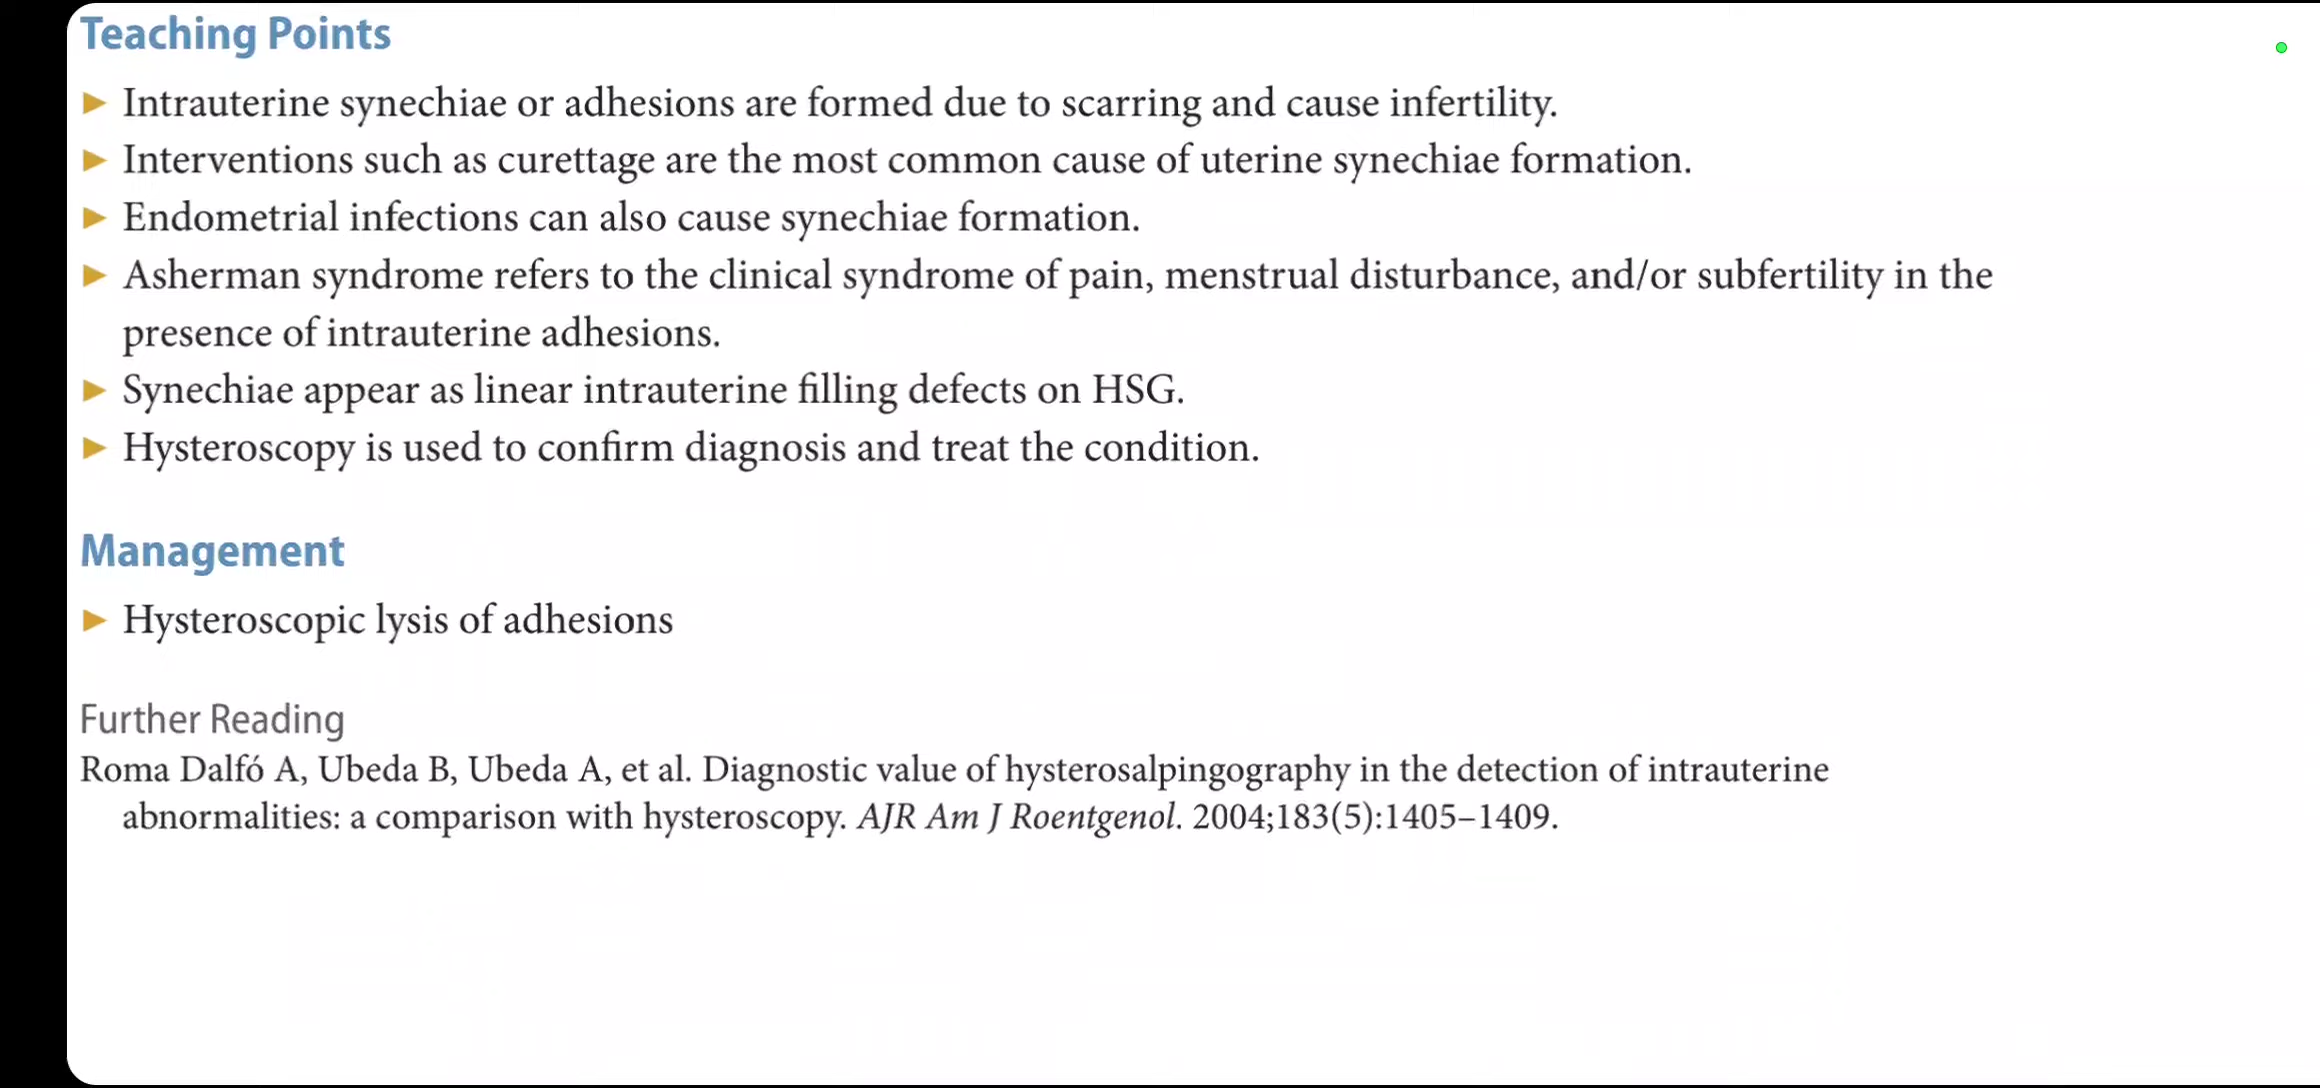 Teaching Points
► Intrauterine synechiae or adhesions are formed due to scarring and cause infertility.
► Interventions such as curettage are the most common cause of uterine synechiae formation.
► Endometrial infections can also cause synechiae formation.
► Asherman syndrome refers to the clinical syndrome of pain, menstrual disturbance, and/or subfertility in the
presence of intrauterine adhesions.
► Synechiae appear as linear intrauterine filling defects on HSG.
► Hysteroscopy is used to confirm diagnosis and treat the condition.
Management
► Hysteroscopic lysis of adhesions
Further Reading
Roma Dalfó A, Ubeda B, Ubeda A, et al. Diagnostic value of hysterosalpingography in the detection of intrauterine
abnormalities: a comparison with hysteroscopy. AJR Am J Roentgenol. 2004;183(5):1405–1409.